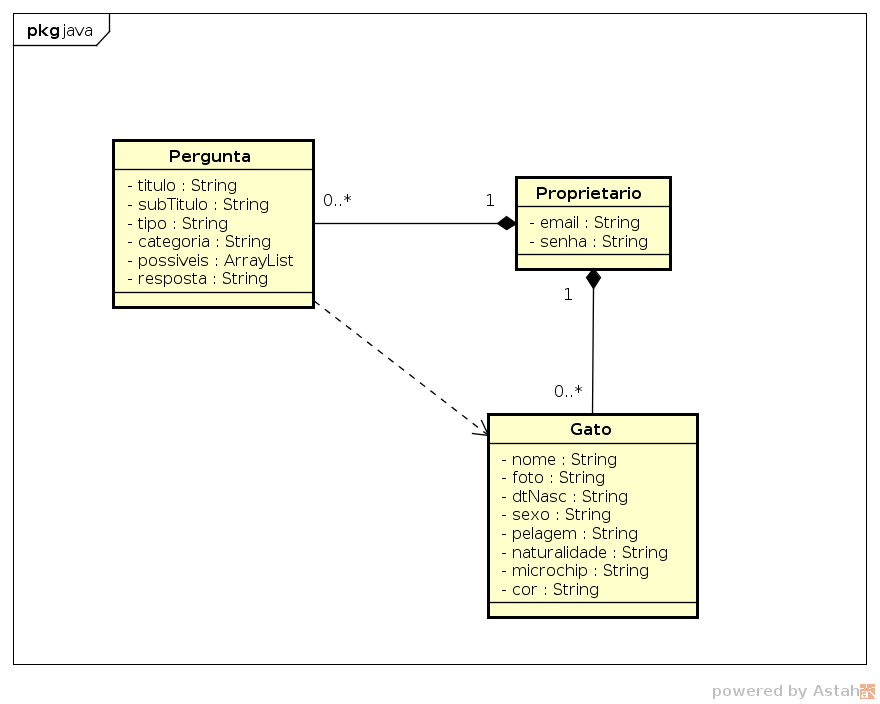 pkg java
Pergunta
- titulo : String
- subTitulo : String
- tipo : String
- categoria : String
- possiveis : ArrayList
- resposta : String
0..*
1
Proprietario
- email : String
- senha : String
1
0..*
Gato
- nome : String
- foto : String
- dtNasc : String
- sexo : String
- pelagem : String
- naturalidade : String
- microchip : String
- cor : String
powered by Astah